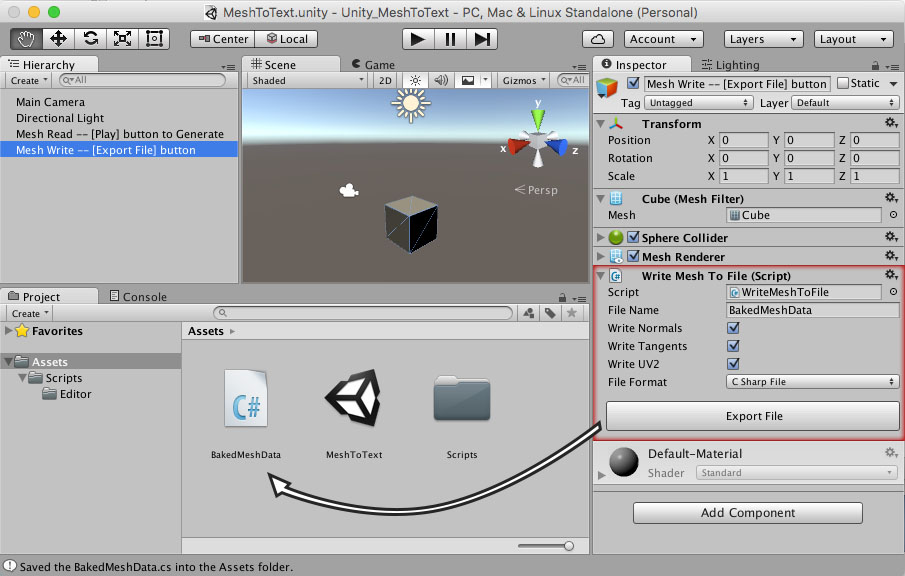 MeshToText.unity - Unity_MeshToText - PC, Mac & Linux Standalone (Personal)
Center Local Account Layers Layout
Hierarchy
Create All
Main Camera
Directional Light
Mesh Read -- [Play] button to Generate
Mesh Write -- [Export File] button
Scene Game
Shaded 2D Gizmos All
y
x z
Persp
Inspector Lighting
Mesh Write -- [Export File] button Static
Tag Untagged Layer Default
Transform
Position X 0 Y 0 Z 0
Rotation X 0 Y 0 Z 0
Scale X 1 Y 1 Z 1
Cube (Mesh Filter)
Mesh Cube
Sphere Collider
Mesh Renderer
Write Mesh To File (Script)
Script WriteMeshToFile
File Name BakedMeshData
Write Normals
Write Tangents
Write UV2
File Format C Sharp File
Export File
Default-Material
Shader Standard
Add Component
Project Console
Create
Favorites
Assets
Scripts
Editor
Assets
C#
BakedMeshData MeshToText Scripts
Saved the BakedMeshData.cs into the Assets folder.